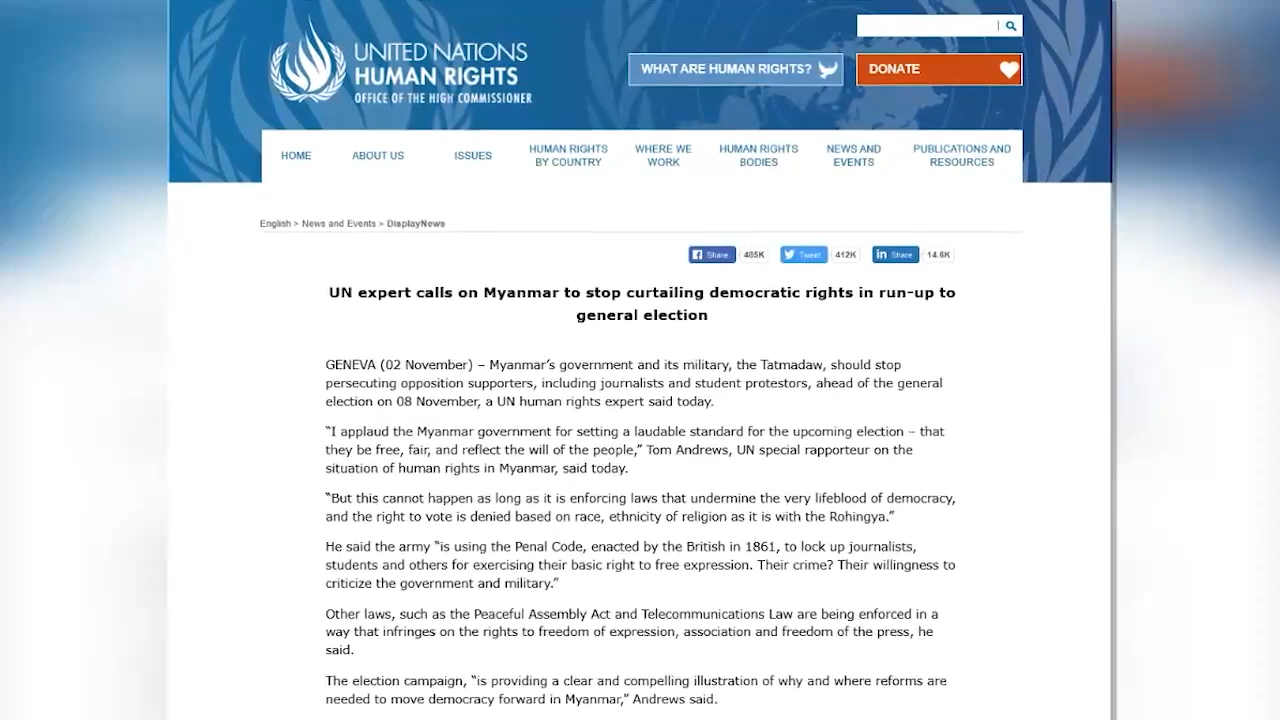 UNITED NATIONS
HUMAN RIGHTS
OFFICE OF THE HIGH COMMISSIONER
WHAT ARE HUMAN RIGHTS?
DONATE
HOME
ABOUT US
ISSUES
HUMAN RIGHTS
BY COUNTRY
WHERE WE
WORK
HUMAN RIGHTS
BODIES
NEWS AND
EVENTS
PUBLICATIONS AND
RESOURCES
English > News and Events > DisplayNews
Share 485K Tweet 412K in Share 14.6K
UN expert calls on Myanmar to stop curtailing democratic rights in run-up to
general election
GENEVA (02 November) – Myanmar’s government and its military, the Tatmadaw, should stop
persecuting opposition supporters, including journalists and student protestors, ahead of the general
election on 08 November, a UN human rights expert said today.
“I applaud the Myanmar government for setting a laudable standard for the upcoming election – that
they be free, fair, and reflect the will of the people,” Tom Andrews, UN special rapporteur on the
situation of human rights in Myanmar, said today.
“But this cannot happen as long as it is enforcing laws that undermine the very lifeblood of democracy,
and the right to vote is denied based on race, ethnicity of religion as it is with the Rohingya.”
He said the army “is using the Penal Code, enacted by the British in 1861, to lock up journalists,
students and others for exercising their basic right to free expression. Their crime? Their willingness to
criticize the government and military.”
Other laws, such as the Peaceful Assembly Act and Telecommunications Law are being enforced in a
way that infringes on the rights to freedom of expression, association and freedom of the press, he
said.
The election campaign, “is providing a clear and compelling illustration of why and where reforms are
needed to move democracy forward in Myanmar,” Andrews said.